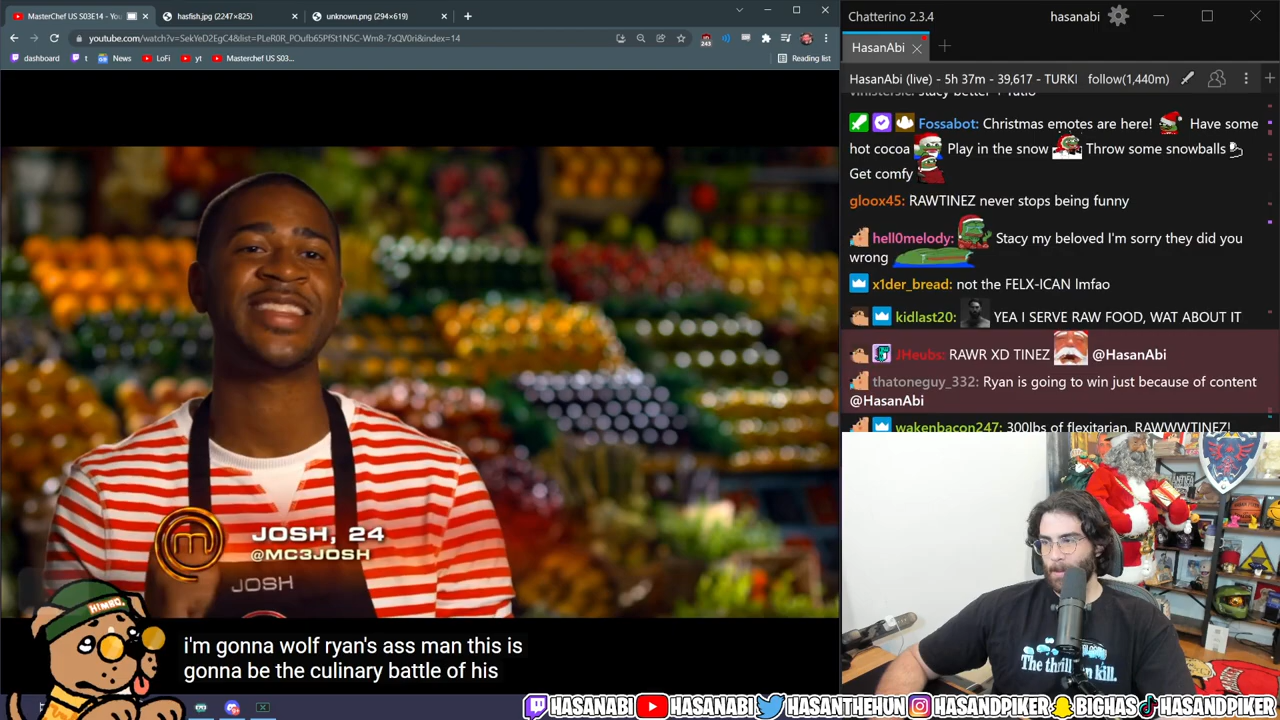 MasterChef US S03E14 - You
hasfish.jpg (2247×825)
unknown.png (294×619)
youtube.com/watch?v=SekYeD2EgC4&list=PLeR0R_POufb65PfSt1N5C-Wm8-7sQV0ri&index=14
243
dashboard
t
News
LoFi
yt
Masterchef US S03...
Reading list
JOSH, 24
@MC3JOSH
JOSH
HIMBO.
i'm gonna wolf ryan's ass man this is
gonna be the culinary battle of his
Chatterino 2.3.4
hasanabi
HasanAbi
HasanAbi (live) - 5h 37m - 39,617 - TURKI
follow(1,440m)
Fossabot: Christmas emotes are here! Have some
hot cocoa Play in the snow Throw some snowballs
Get comfy
gloox45: RAWTINEZ never stops being funny
hell0melody: Stacy my beloved I'm sorry they did you
wrong
x1der_bread: not the FELX-ICAN lmfao
kidlast20: YEA I SERVE RAW FOOD, WAT ABOUT IT
JHeubs: RAWR XD TINEZ @HasanAbi
thatoneguy_332: Ryan is going to win just because of content
@HasanAbi
wakenbacon247: 300lbs of flexitarian. RAWWWTINEZ!
The thrill kill.
HASANABI
HASANABI
HASANTHEHUN
HASANDPIKER
BIGHAS
HASANDPIKER